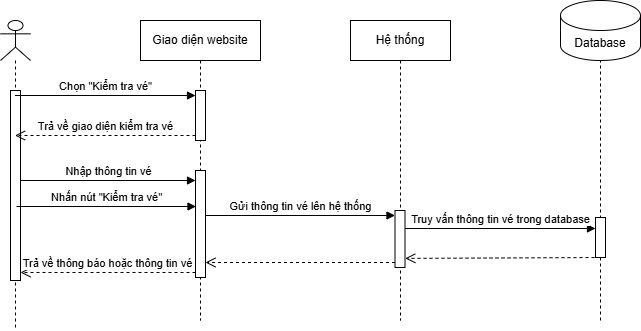 Giao diện website
Hệ thống
Database
Chọn "Kiểm tra vé"
Trả về giao diện kiểm tra vé
Nhập thông tin vé
Nhấn nút "Kiểm tra vé"
Gửi thông tin vé lên hệ thống
Truy vấn thông tin vé trong database
Trả về thông báo hoặc thông tin vé